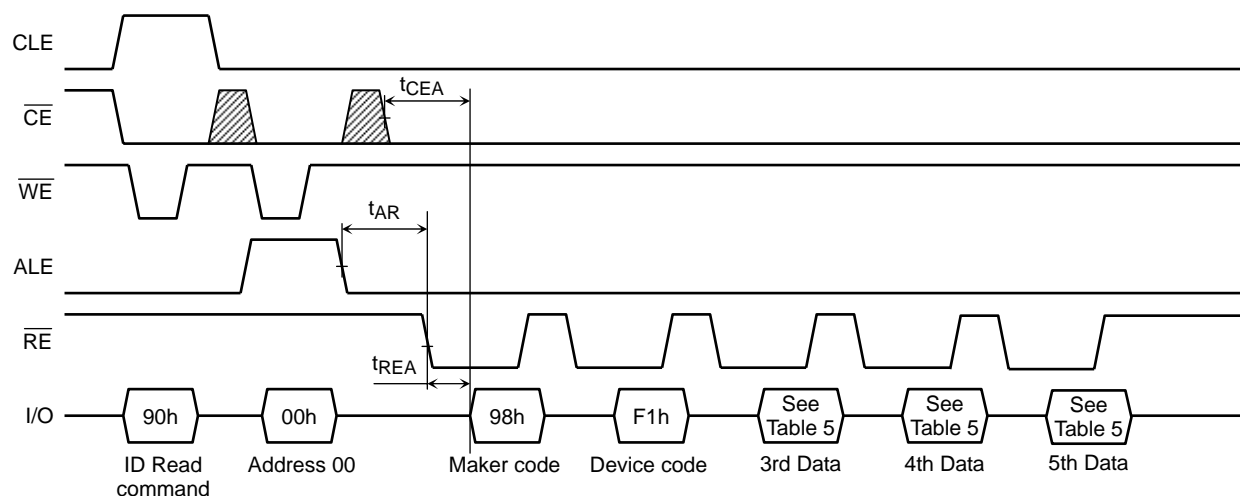 CLE
tCEA
CE
WE
tAR
ALE
RE
tREA
I/O
90h
00h
98h
F1h
See
Table 5
See
Table 5
See
Table 5
ID Read
command
Address 00
Maker code
Device code
3rd Data
4th Data
5th Data